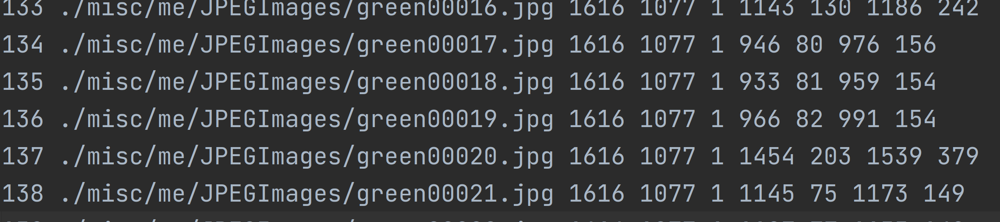 133 ./misc/me/JPEGImages/green00016.jpg 1616 1077 1 1143 130 1186 242
134 ./misc/me/JPEGImages/green00017.jpg 1616 1077 1 946 80 976 156
135 ./misc/me/JPEGImages/green00018.jpg 1616 1077 1 933 81 959 154
136 ./misc/me/JPEGImages/green00019.jpg 1616 1077 1 966 82 991 154
137 ./misc/me/JPEGImages/green00020.jpg 1616 1077 1 1454 203 1539 379
138 ./misc/me/JPEGImages/green00021.jpg 1616 1077 1 1145 75 1173 149